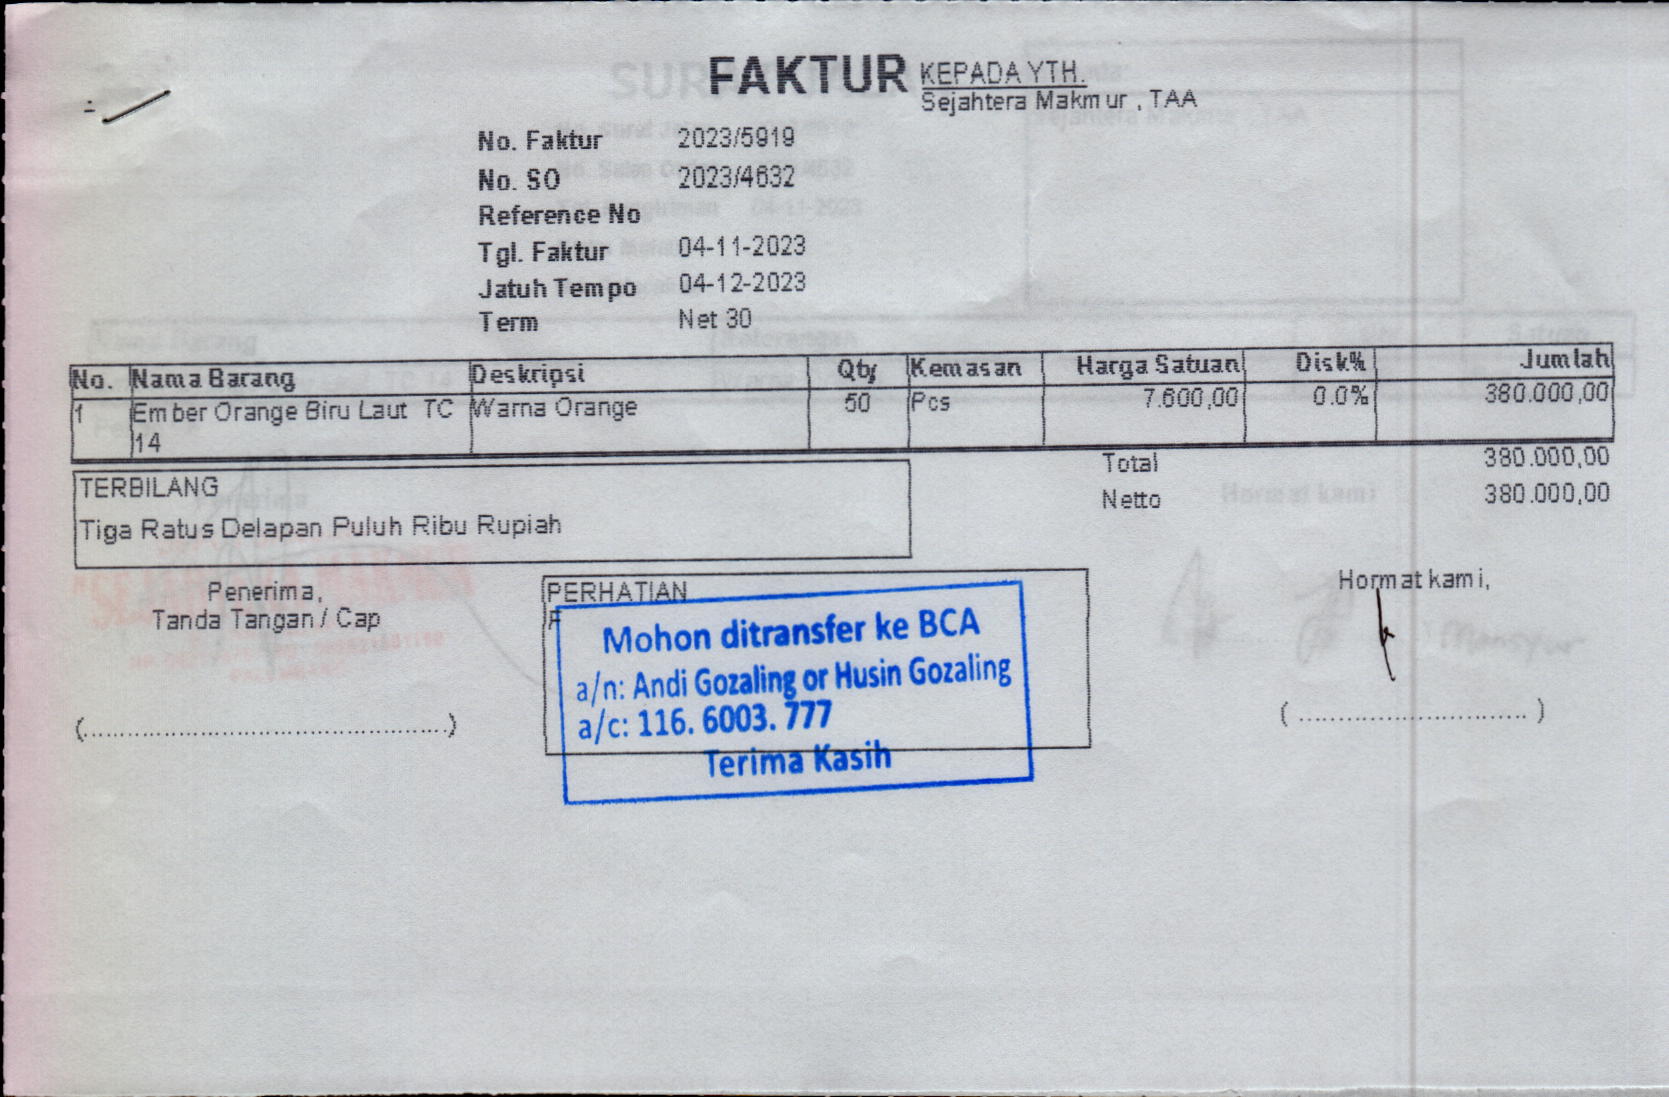 FAKTUR
KEPADA YTH.
Sejahtera Makmur , TAA
No. Faktur 2023/5919
No. SO 2023/4632
Reference No
Tgl. Faktur 04-11-2023
Jatuh Tempo 04-12-2023
Term Net 30
No. Nama Barang Deskripsi Qty Kemasan Harga Satuan Disk% Jumlah
1 Ember Orange Biru Laut TC Warna Orange 50 Pcs 7.600,00 0.0% 380.000,00
14
Total 380.000,00
Netto 380.000,00
TERBILANG
Tiga Ratus Delapan Puluh Ribu Rupiah
Penerima,
Tanda Tangan / Cap
(................................................)
PERHATIAN
Mohon ditransfer ke BCA
a/n: Andi Gozaling or Husin Gozaling
a/c: 116. 6003. 777
Terima Kasih
Hormat kami,
(..............................)